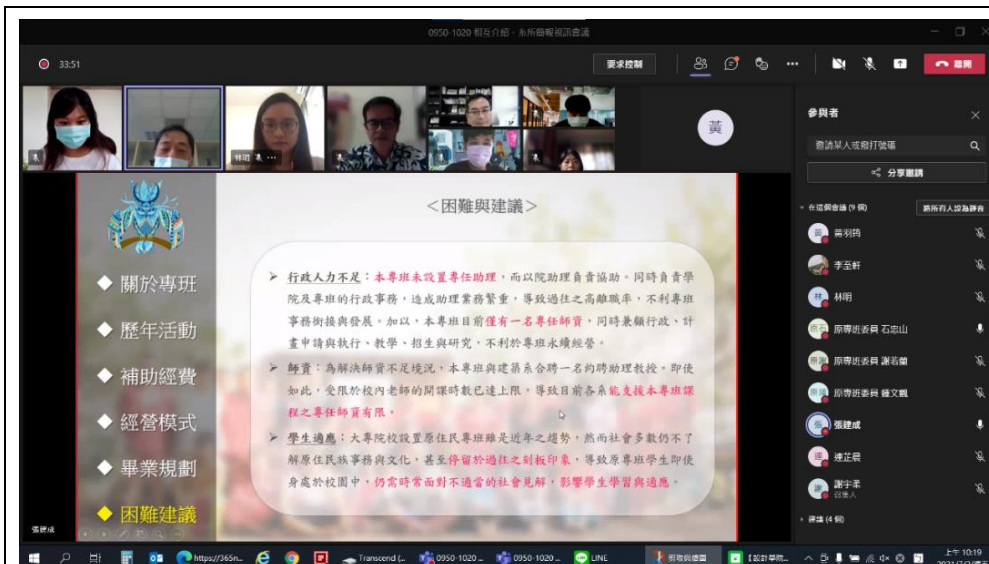 0950-1020 相互介紹、系所簡報視訊會議
33:51
要求控制
離開
林明
黃
參與者
邀請某人或撥打號碼
分享邀請
在這個會議 (9 個)
將所有人設為靜音
黃羽筠
李至軒
林明
原專班委員 石忠山
原專班委員 謝若蘭
原專班委員 鍾文觀
張建成
連芷晨
謝宇柔
召集人
建議 (4 個)
<困難與建議>
◆ 關於專班
◆ 歷年活動
◆ 補助經費
◆ 經營模式
◆ 畢業規劃
◆ 困難建議
➢ 行政人力不足:本專班未設置專任助理,而以院助理負責協助。同時負責學
院及專班的行政事務,造成助理業務繁重,導致過往之高離職率,不利專班
事務銜接與發展。加以,本專班目前僅有一名專任師資,同時兼顧行政、計
畫申請與執行、教學、招生與研究,不利於專班永續經營。
➢ 師資:為解決師資不足境況,本專班與建築系合聘一名約聘助理教授。即使
如此,受限於校內老師的開課時數已達上限。導致目前各系能支援本專班課
程之專任師資有限。
➢ 學生適應:大專院校設置原住民專班雖是近年之趨勢,然而社會多數仍不了
解原住民族事務與文化,甚至停留於過往之刻板印象,導致原專班學生即使
身處於校園中,仍需時常面對不適當的社會見解,影響學生學習與適應。
張建成
https://365n...
Transcend (...
0950-1020 ...
0950-1020 ...
LINE
上午 10:19